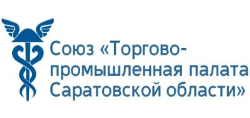 Союз «Торгово-
промышленная палата
Саратовской области»